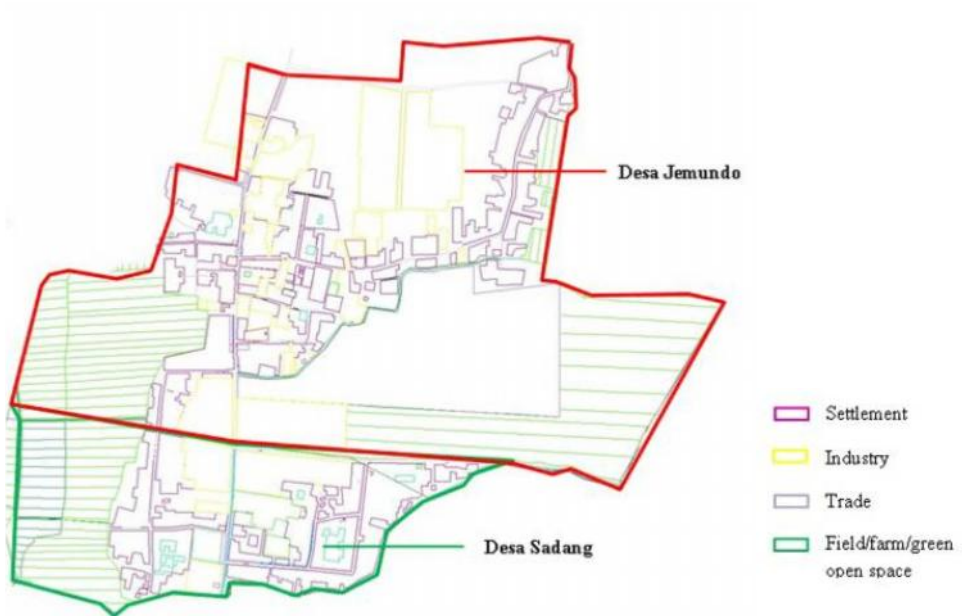 Desa Jemundo
Settlement
Industry
Trade
Desa Sadang
Field/farm/green
open space